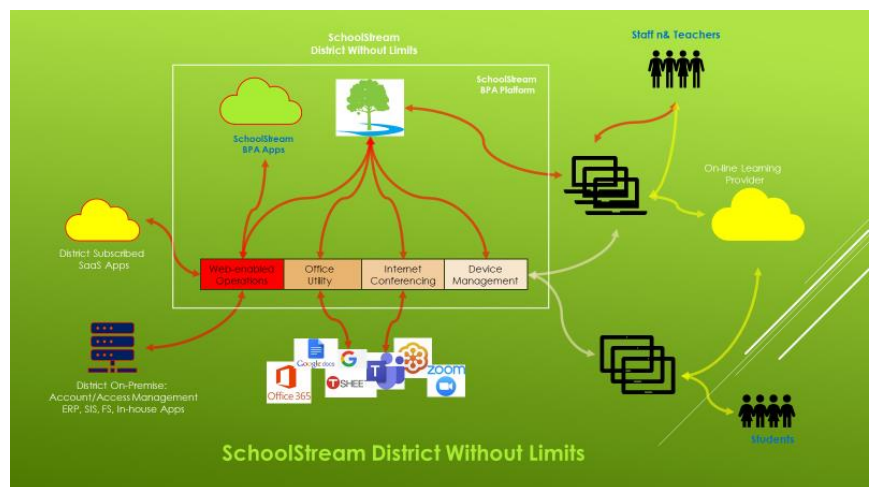 SchoolStream
District Without Limits
Staff n& Teachers
SchoolStream
BPA Platform
SchoolStream
BPA Apps
On-line Learning
Provider
District Subscribed
SaaS Apps
Web-enabled
Operations
Office
Utility
Internet
Conferencing
Device
Management
Google docs
G
Office 365
T SHEE
T
zoom
District On-Premise:
Account/Access Management
ERP, SIS, FS, In-house Apps
Students
SchoolStream District Without Limits